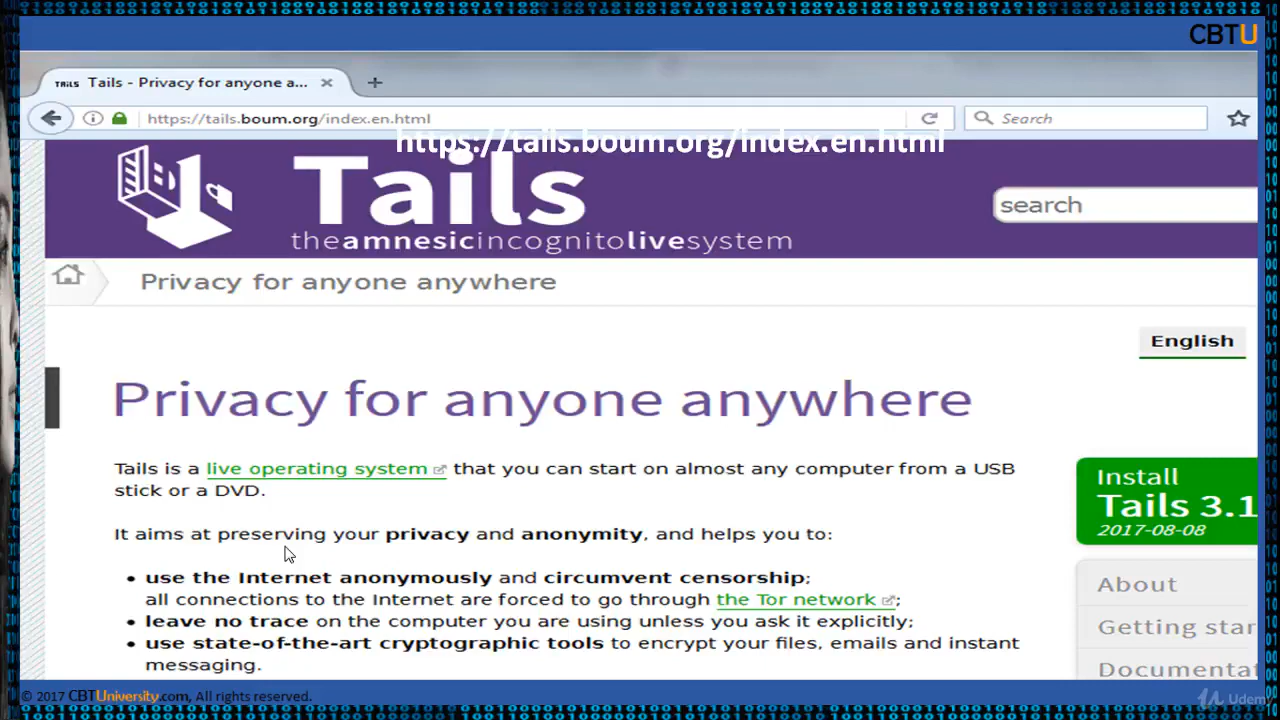 CBTU
TAILS Tails - Privacy for anyone a... × +
https://tails.boum.org/index.en.html
Search
https://tails.boum.org/index.en.html
Tails
theamnesicincognitolivesystem
search
Privacy for anyone anywhere
English
Privacy for anyone anywhere
Tails is a live operating system that you can start on almost any computer from a USB
stick or a DVD.
It aims at preserving your privacy and anonymity, and helps you to:
• use the Internet anonymously and circumvent censorship;
all connections to the Internet are forced to go through the Tor network;
• leave no trace on the computer you are using unless you ask it explicitly;
• use state-of-the-art cryptographic tools to encrypt your files, emails and instant
messaging.
Install
Tails 3.1
2017-08-08
About
Getting star
Documentat
© 2017 CBTUniversity.com, All rights reserved.
Udem